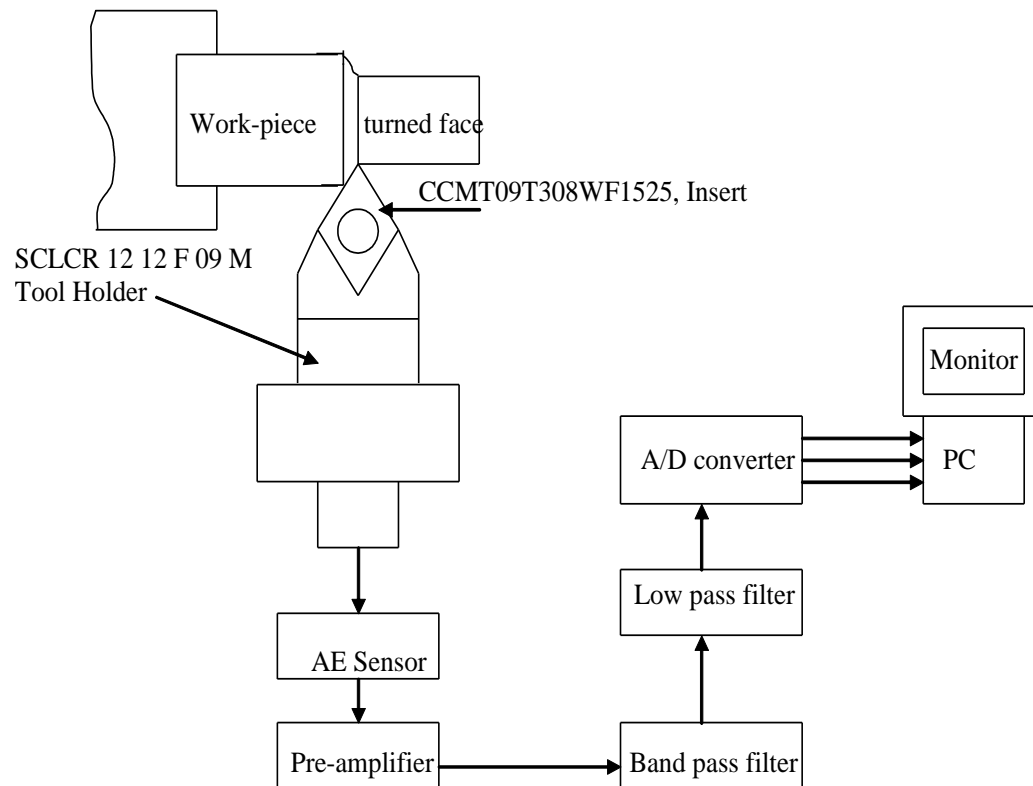 Work-piece
turned face
CCMT09T308WF1525, Insert
SCLCR 12 12 F 09 M
Tool Holder
Monitor
A/D converter
PC
Low pass filter
AE Sensor
Pre-amplifier
Band pass filter